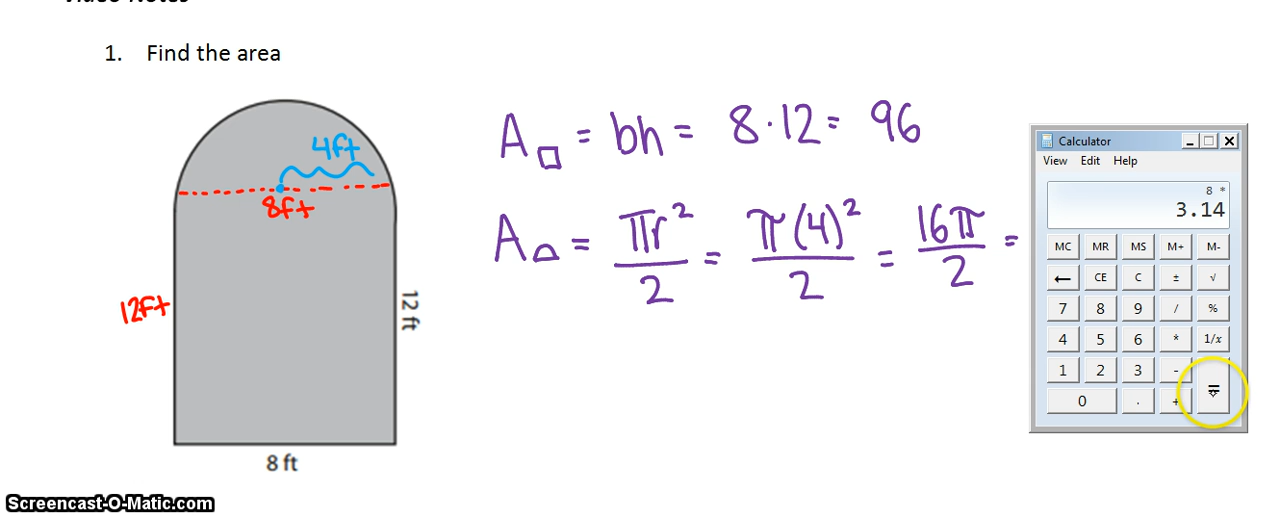 Video Notes
1. Find the area
4ft
8ft
12ft
12 ft
8 ft
A▱ = bh = 8·12 = 96
A⌓ = πr²/2 = π(4)²/2 = 16π/2 =
Calculator
View Edit Help
8 *
3.14
MC MR MS M+ M-
← CE C ± √
7 8 9 / %
4 5 6 * 1/x
1 2 3 - =
0 . +
Screencast-O-Matic.com